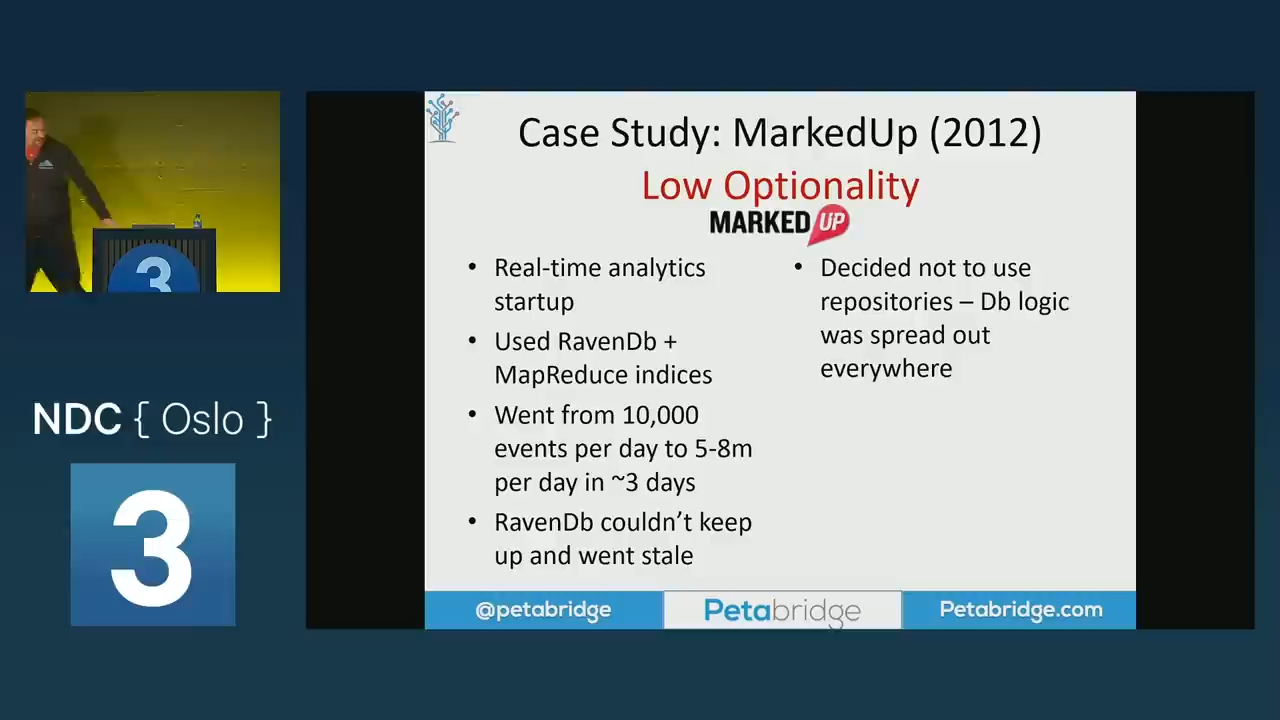 Case Study: MarkedUp (2012)
Low Optionality
MARKED UP
• Real-time analytics
startup
• Used RavenDb +
MapReduce indices
• Went from 10,000
events per day to 5-8m
per day in ~3 days
• RavenDb couldn’t keep
up and went stale
• Decided not to use
repositories – Db logic
was spread out
everywhere
@petabridge
Petabridge
Petabridge.com
3
NDC { Oslo }
3